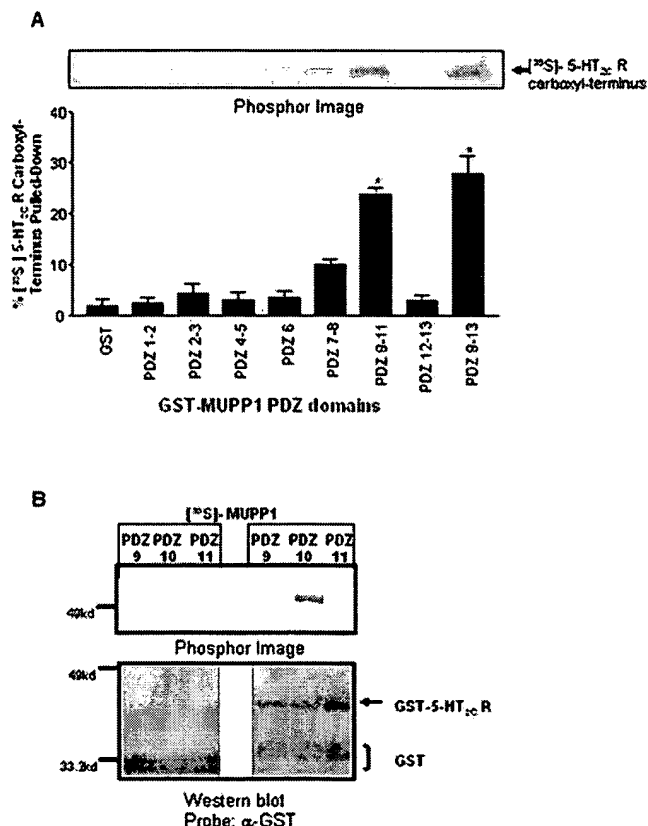 A
[³⁵S]- 5-HT₂C R
carboxyl-terminus
Phosphor Image
% [³⁵S] 5-HT₂C R Carboxyl-
Terminus Pulled-Down
40
30
20
10
0
*
*
GST
PDZ 1-2
PDZ 2-3
PDZ 4-5
PDZ 6
PDZ 7-8
PDZ 9-11
PDZ 12-13
PDZ 9-13
GST-MUPP1 PDZ domains
B
[³⁵S]- MUPP1
PDZ PDZ PDZ PDZ PDZ PDZ
9 10 11 9 10 11
49kd
Phosphor Image
49kd
GST-5-HT₂C R
33.2kd
GST
Western blot
Probe: α-GST